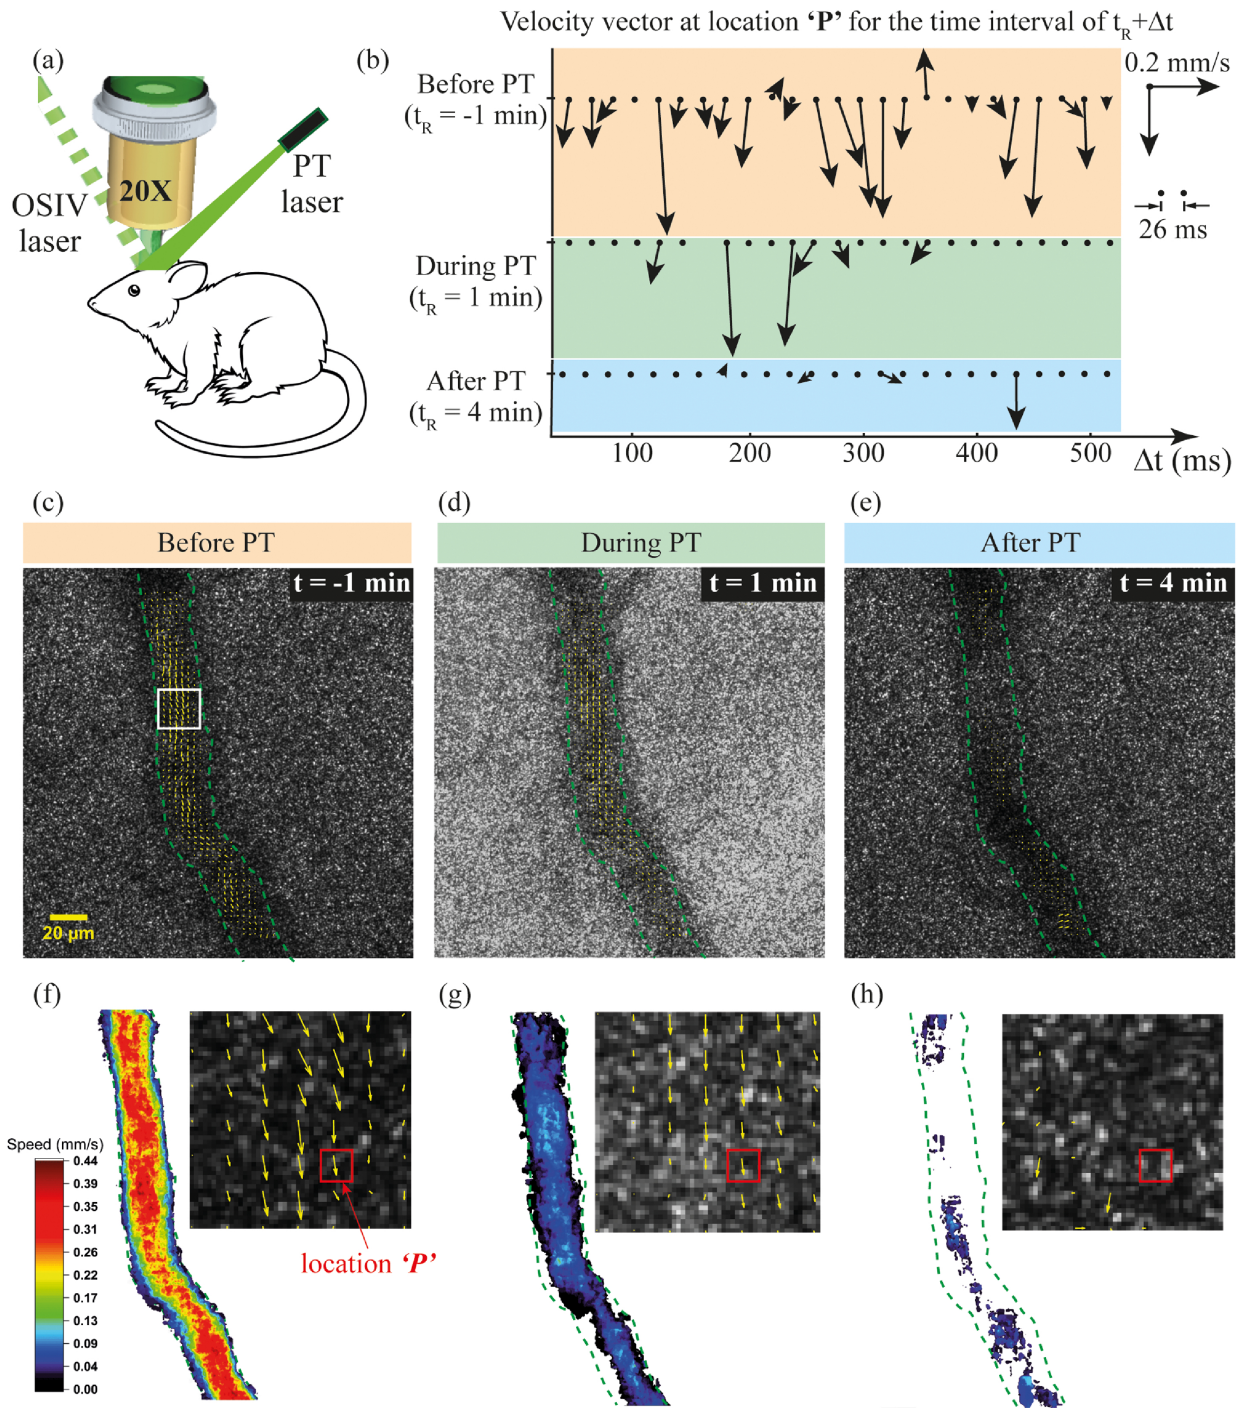 Velocity vector at location ‘P’ for the time interval of tR+Δt
(a)
(b)
20X
OSIV
laser
PT
laser
Before PT
(tR = -1 min)
During PT
(tR = 1 min)
After PT
(tR = 4 min)
0.2 mm/s
26 ms
100
200
300
400
500
Δt (ms)
(c)
(d)
(e)
Before PT
During PT
After PT
t = -1 min
t = 1 min
t = 4 min
20 µm
(f)
(g)
(h)
location ‘P’
Speed (mm/s)
0.44
0.40
0.35
0.31
0.26
0.22
0.17
0.13
0.09
0.04
0.00